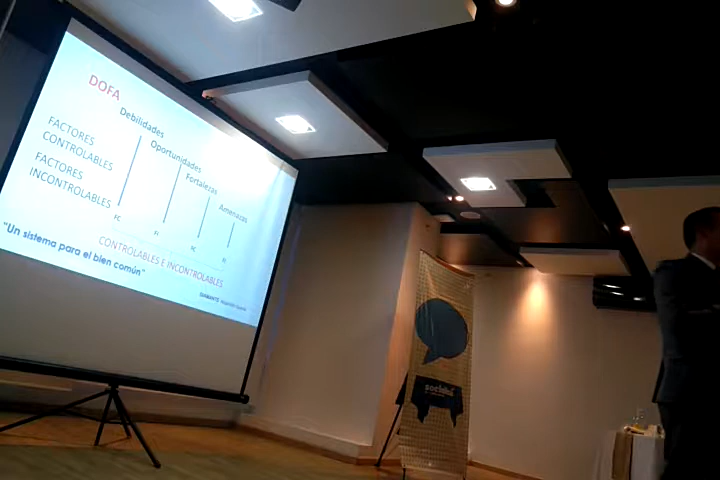 DOFA
Debilidades
Oportunidades
Fortalezas
Amenazas
FACTORES
CONTROLABLES
FACTORES
INCONTROLABLES
FC
FI
FC
FI
CONTROLABLES E INCONTROLABLES
"Un sistema para el bien común"